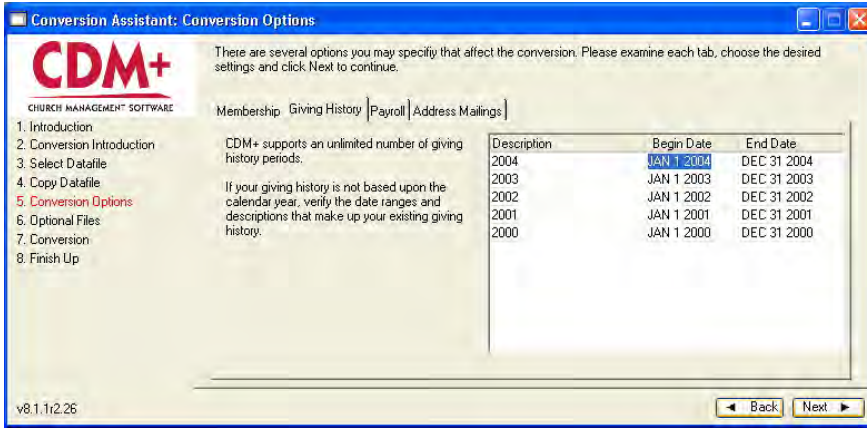 Conversion Assistant: Conversion Options
CDM+
CHURCH MANAGEMENT SOFTWARE
1. Introduction
2. Conversion Introduction
3. Select Datafile
4. Copy Datafile
5. Conversion Options
6. Optional Files
7. Conversion
8. Finish Up
v8.1.1r2.26
There are several options you may specifiy that affect the conversion. Please examine each tab, choose the desired
settings and click Next to continue.
Membership Giving History Payroll Address Mailings
CDM+ supports an unlimited number of giving
history periods.
If your giving history is not based upon the
calendar year, verify the date ranges and
descriptions that make up your existing giving
history.
Description Begin Date End Date
2004 JAN 1 2004 DEC 31 2004
2003 JAN 1 2003 DEC 31 2003
2002 JAN 1 2002 DEC 31 2002
2001 JAN 1 2001 DEC 31 2001
2000 JAN 1 2000 DEC 31 2000
Back Next